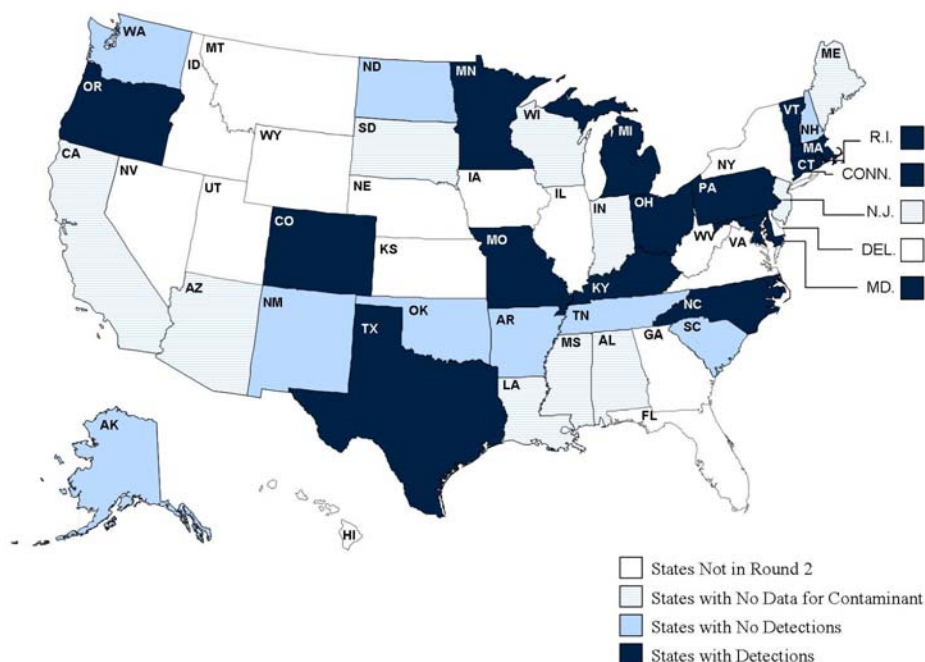 WA
MT
ND
MN
ME
ID
OR
VT
NH
WI
MI
SD
MA
R.I.
WY
CT
NY
CONN.
CA
NV
IA
PA
NE
N.J.
UT
IL
IN
OH
CO
WV
VA
DEL.
KS
MO
KY
MD.
AZ
NM
OK
NC
TN
TX
AR
SC
MS
AL
GA
LA
FL
AK
HI
States Not in Round 2
States with No Data for Contaminant
States with No Detections
States with Detections